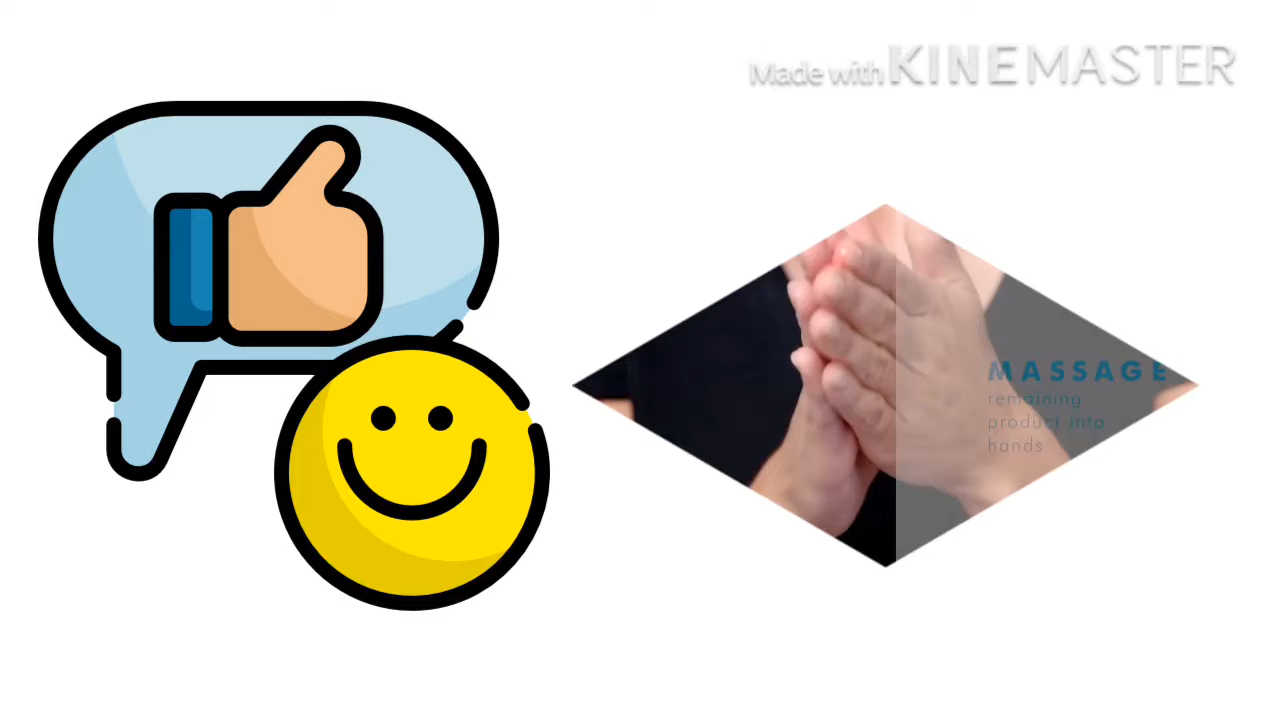 Made with KINEMASTER
MASSAGE
remaining
product into
hands